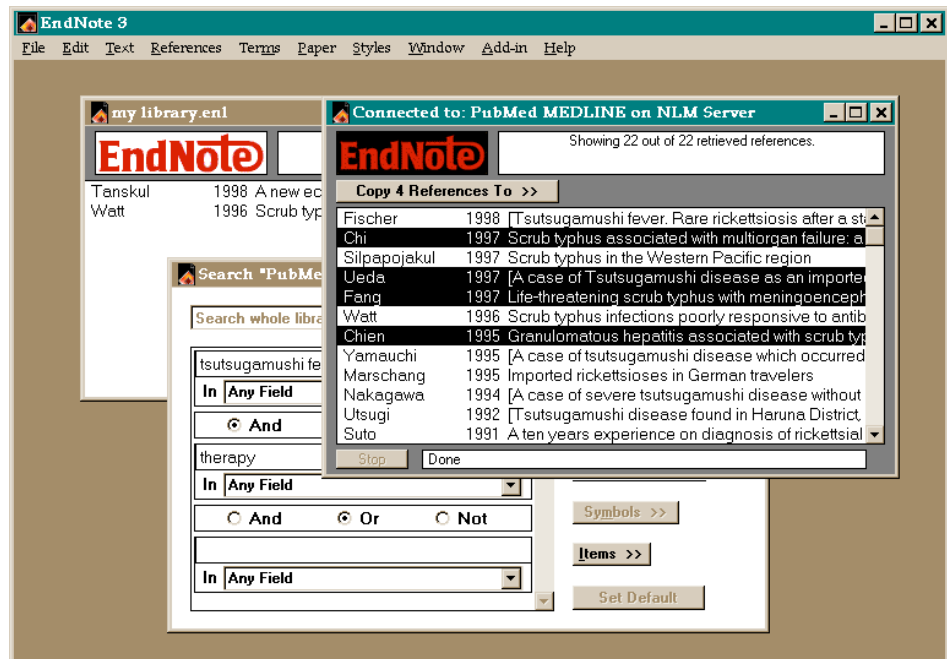 EndNote 3
File Edit Text References Terms Paper Styles Window Add-in Help
my library.enl
EndNote
Tanskul 1998 A new ec
Watt 1996 Scrub typ
Connected to: PubMed MEDLINE on NLM Server
EndNote
Showing 22 out of 22 retrieved references.
Copy 4 References To >>
Fischer 1998 [Tsutsugamushi fever. Rare rickettsiosis after a st
Chi 1997 Scrub typhus associated with multiorgan failure: a
Silpapojakul 1997 Scrub typhus in the Western Pacific region
Ueda 1997 [A case of Tsutsugamushi disease as an importe
Fang 1997 Life-threatening scrub typhus with meningoenceph
Watt 1996 Scrub typhus infections poorly responsive to antib
Chien 1995 Granulomatous hepatitis associated with scrub typ
Yamauchi 1995 [A case of tsutsugamushi disease which occurred
Marschang 1995 Imported rickettsioses in German travelers
Nakagawa 1994 [A case of severe tsutsugamushi disease without
Utsugi 1992 [Tsutsugamushi disease found in Haruna District,
Suto 1991 A ten years experience on diagnosis of rickettsial
Stop Done
Search "PubMe
Search whole libra
tsutsugamushi fe
In Any Field
And
therapy
In Any Field
And Or Not
In Any Field
Symbols >>
Items >>
Set Default